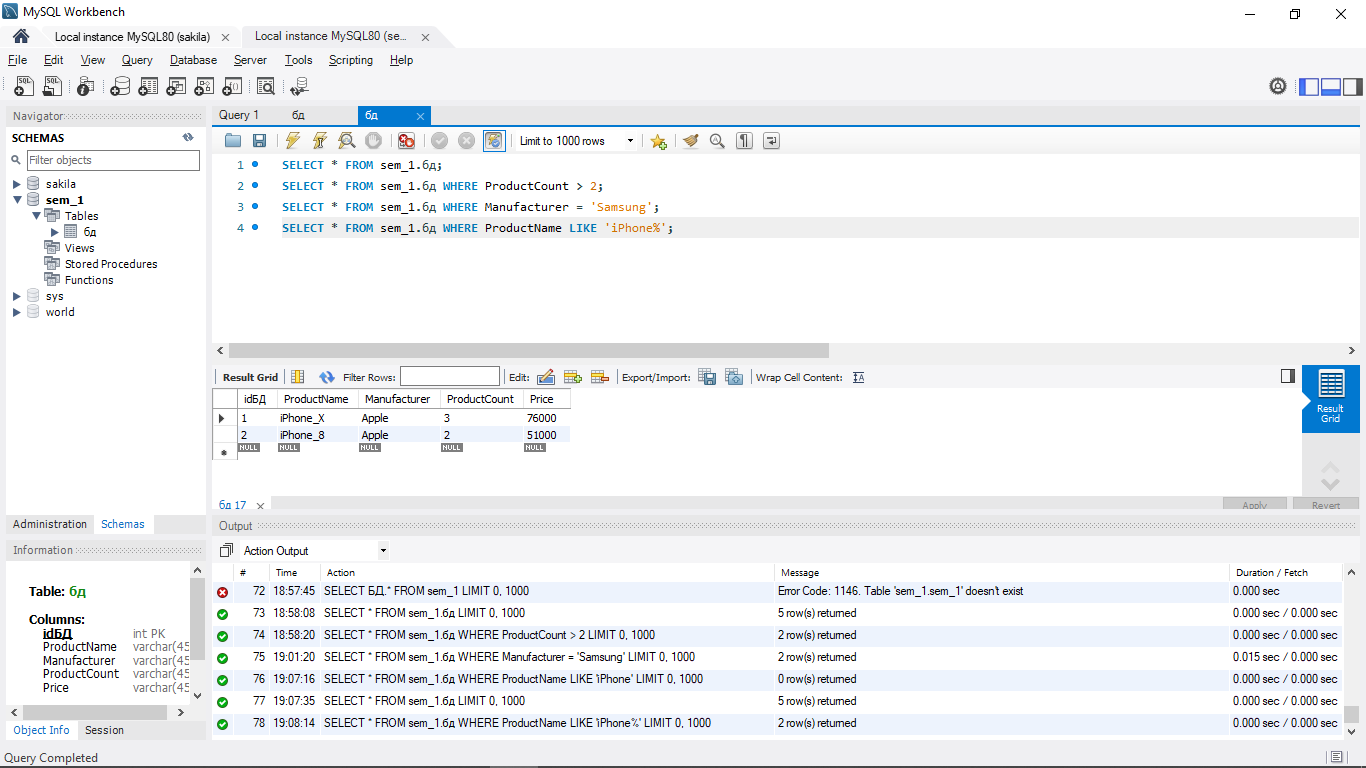 MySQL Workbench
Local instance MySQL80 (sakila)
Local instance MySQL80 (se...
File Edit View Query Database Server Tools Scripting Help
Navigator
SCHEMAS
Filter objects
sakila
sem_1
Tables
бд
Views
Stored Procedures
Functions
sys
world
Administration Schemas
Information
Table: бд
Columns:
idБД int PK
ProductName varchar(45
Manufacturer varchar(45
ProductCount varchar(45
Price varchar(45
Object Info Session
Query 1 бд бд
Limit to 1000 rows
1 SELECT * FROM sem_1.бд;
2 SELECT * FROM sem_1.бд WHERE ProductCount > 2;
3 SELECT * FROM sem_1.бд WHERE Manufacturer = 'Samsung';
4 SELECT * FROM sem_1.бд WHERE ProductName LIKE 'iPhone%';
Result Grid Filter Rows: Edit: Export/Import: Wrap Cell Content:
idБД ProductName Manufacturer ProductCount Price
1 iPhone_X Apple 3 76000
2 iPhone_8 Apple 2 51000
NULL NULL NULL NULL NULL
Result
Grid
бд 17
Apply Revert
Output
Action Output
# Time Action Message Duration / Fetch
72 18:57:45 SELECT БД.* FROM sem_1 LIMIT 0, 1000 Error Code: 1146. Table 'sem_1.sem_1' doesn't exist 0.000 sec
73 18:58:08 SELECT * FROM sem_1.бд LIMIT 0, 1000 5 row(s) returned 0.000 sec / 0.000 sec
74 18:58:20 SELECT * FROM sem_1.бд WHERE ProductCount > 2 LIMIT 0, 1000 2 row(s) returned 0.000 sec / 0.000 sec
75 19:01:20 SELECT * FROM sem_1.бд WHERE Manufacturer = 'Samsung' LIMIT 0, 1000 2 row(s) returned 0.015 sec / 0.000 sec
76 19:07:16 SELECT * FROM sem_1.бд WHERE ProductName LIKE 'iPhone' LIMIT 0, 1000 0 row(s) returned 0.000 sec / 0.000 sec
77 19:07:35 SELECT * FROM sem_1.бд LIMIT 0, 1000 5 row(s) returned 0.000 sec / 0.000 sec
78 19:08:14 SELECT * FROM sem_1.бд WHERE ProductName LIKE 'iPhone%' LIMIT 0, 1000 2 row(s) returned 0.000 sec / 0.000 sec
Query Completed